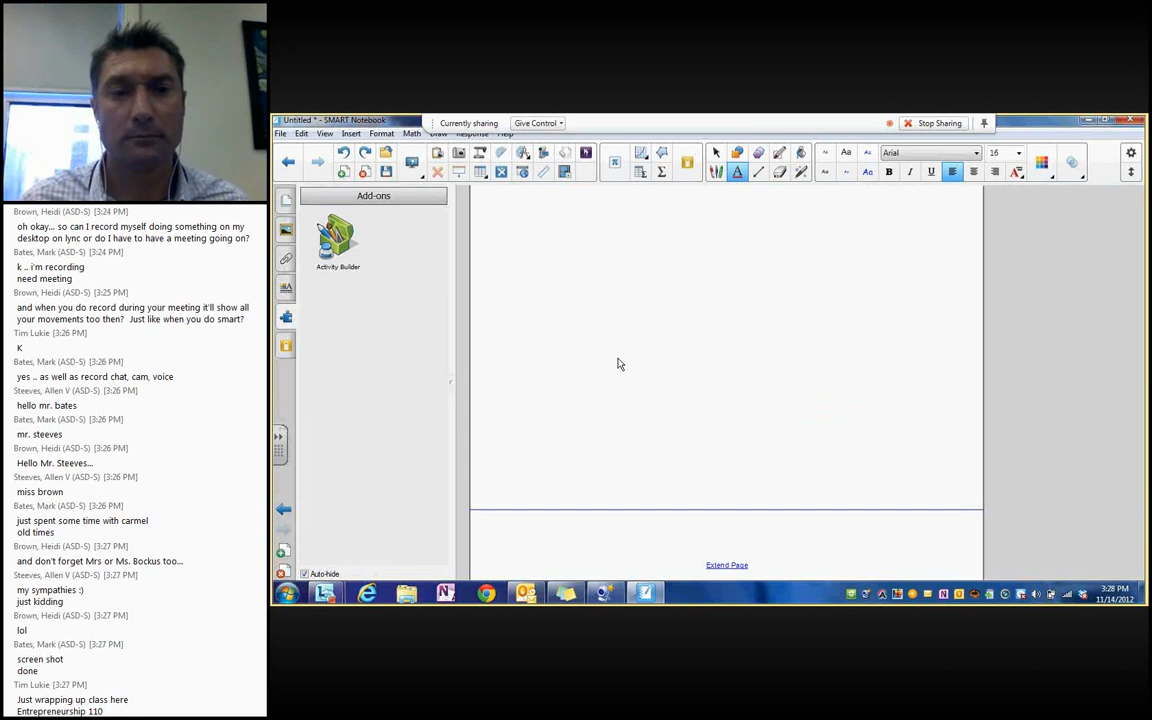 Brown, Heidi (ASD-S) [3:24 PM]
oh okay... so can I record myself doing something on my
desktop on lync or do I have to have a meeting going on?
Bates, Mark (ASD-S) [3:24 PM]
k .. i'm recording
need meeting
Brown, Heidi (ASD-S) [3:25 PM]
and when you do record during your meeting it'll show all
your movements too then? Just like when you do smart?
Tim Lukie [3:26 PM]
K
Bates, Mark (ASD-S) [3:26 PM]
yes .. as well as record chat, cam, voice
Steeves, Allen V (ASD-S) [3:26 PM]
hello mr. bates
Bates, Mark (ASD-S) [3:26 PM]
mr. steeves
Brown, Heidi (ASD-S) [3:26 PM]
Hello Mr. Steeves...
Steeves, Allen V (ASD-S) [3:26 PM]
miss brown
Bates, Mark (ASD-S) [3:26 PM]
just spent some time with carmel
old times
Brown, Heidi (ASD-S) [3:27 PM]
and don't forget Mrs or Ms. Bockus too...
Steeves, Allen V (ASD-S) [3:27 PM]
my sympathies :)
just kidding
Brown, Heidi (ASD-S) [3:27 PM]
lol
Bates, Mark (ASD-S) [3:27 PM]
screen shot
done
Tim Lukie [3:27 PM]
Just wrapping up class here
Entrepreneurship 110
Untitled * - SMART Notebook
Currently sharing Give Control Stop Sharing
File Edit View Insert Format Math Draw Response Help
Arial 16
Add-ons
Activity Builder
Auto-hide
Extend Page
3:28 PM
11/14/2012